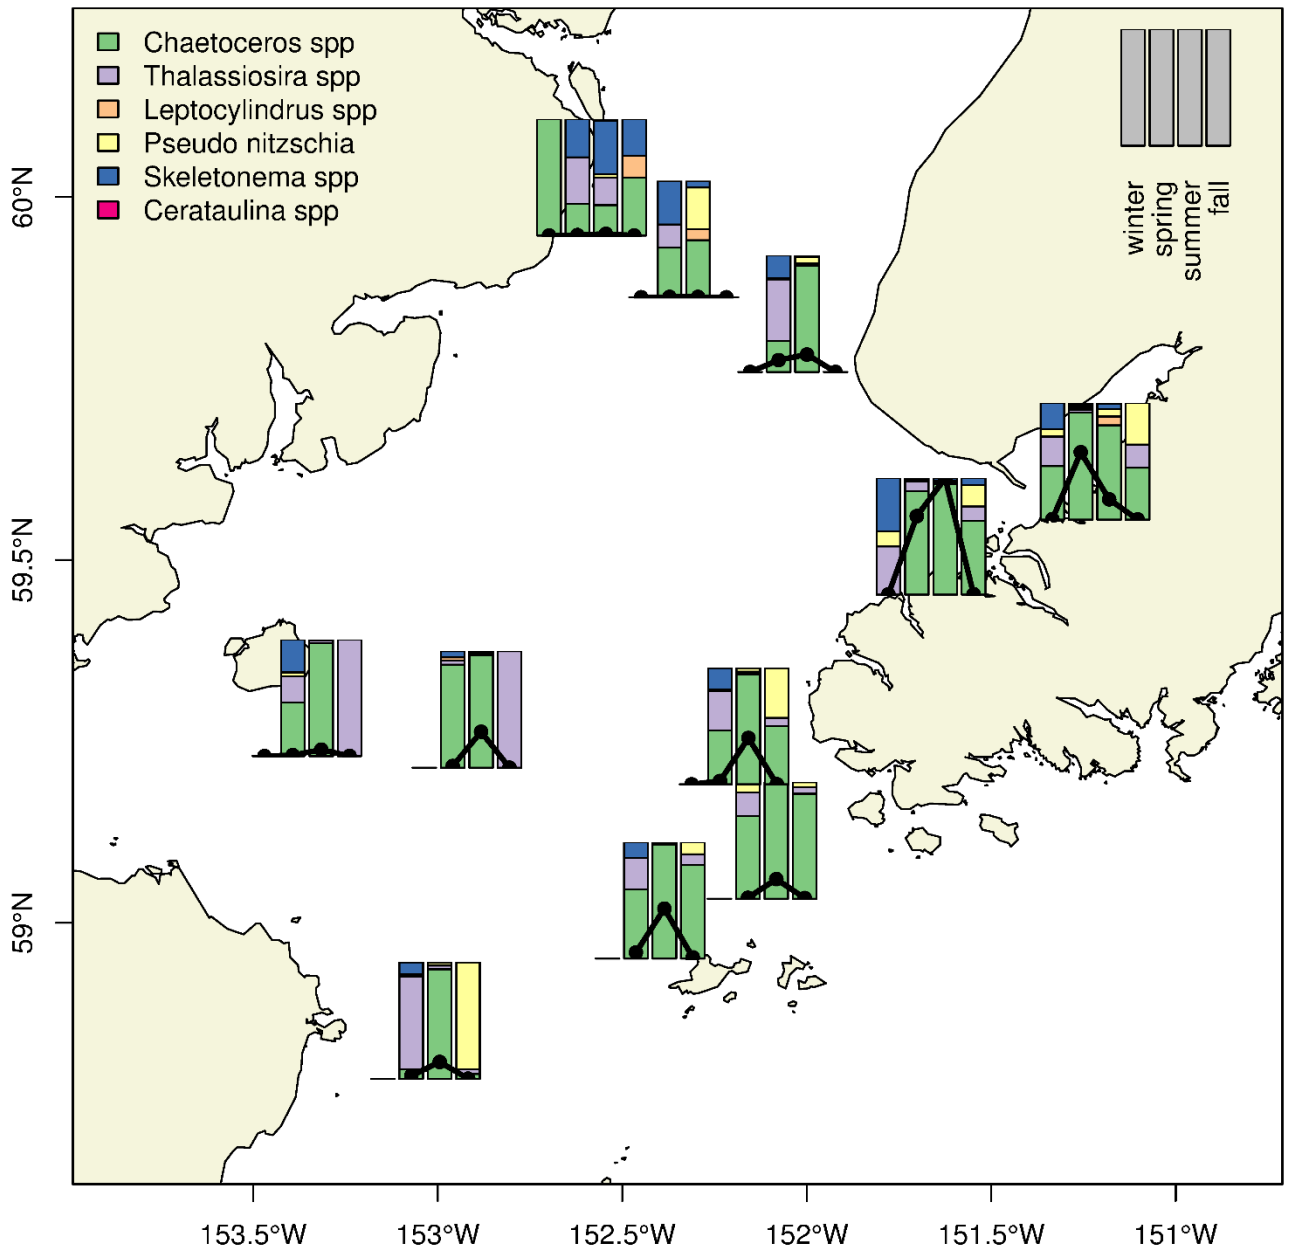 Chaetoceros spp
Thalassiosira spp
Leptocylindrus spp
Pseudo nitzschia
Skeletonema spp
Cerataulina spp
winter
spring
summer
fall
60°N
59.5°N
59°N
153.5°W
153°W
152.5°W
152°W
151.5°W
151°W